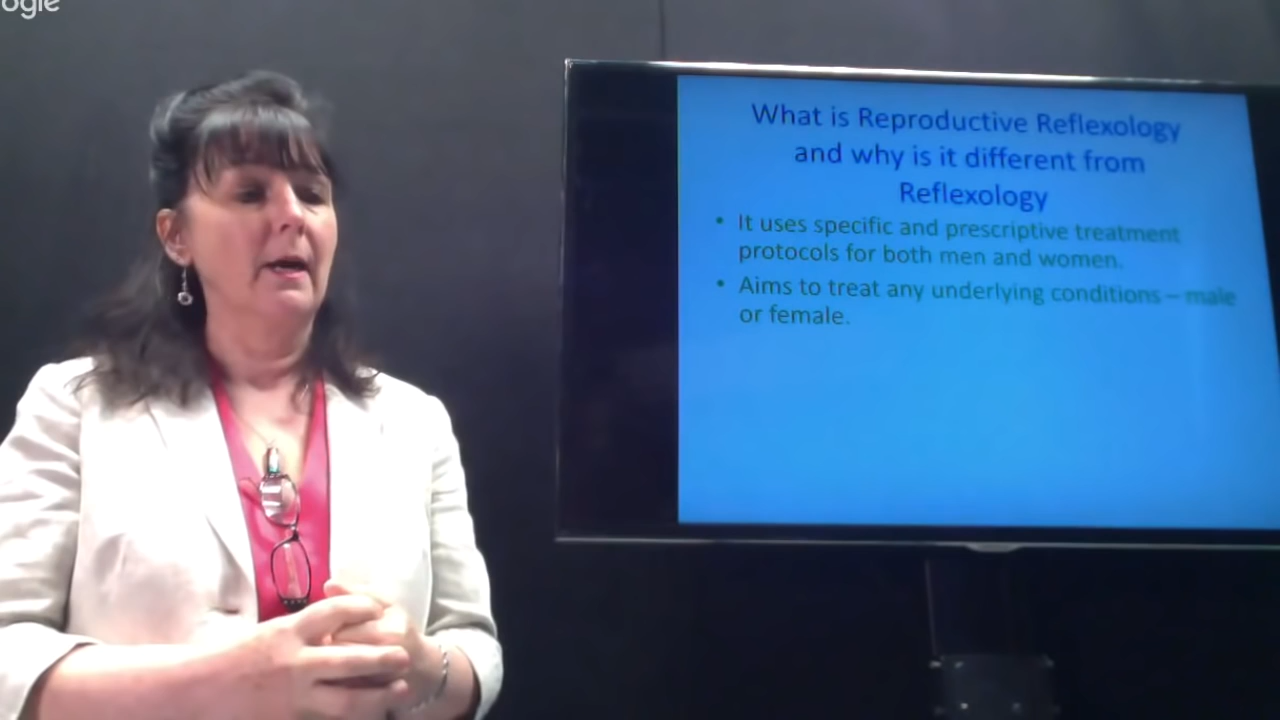 ogle
What is Reproductive Reflexology
and why is it different from
Reflexology
• It uses specific and prescriptive treatment
protocols for both men and women.
• Aims to treat any underlying conditions – male
or female.